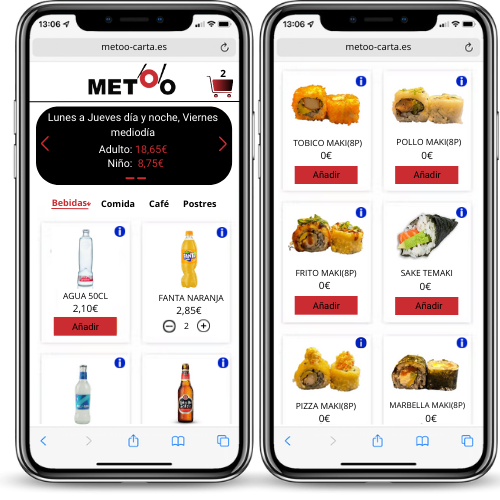 13:06
metoo-carta.es
METOO
2
Lunes a Jueves día y noche, Viernes
mediodía
Adulto: 18,65€
Niño: 8,75€
Bebidas
Comida
Café
Postres
AGUA 50CL
2,10€
Añadir
FANTA NARANJA
2,85€
2
13:06
metoo-carta.es
TOBICO MAKI(8P)
0€
Añadir
POLLO MAKI(8P)
0€
Añadir
FRITO MAKI(8P)
0€
Añadir
SAKE TEMAKI
0€
Añadir
PIZZA MAKI(8P)
0€
MARBELLA MAKI(8P)
0€